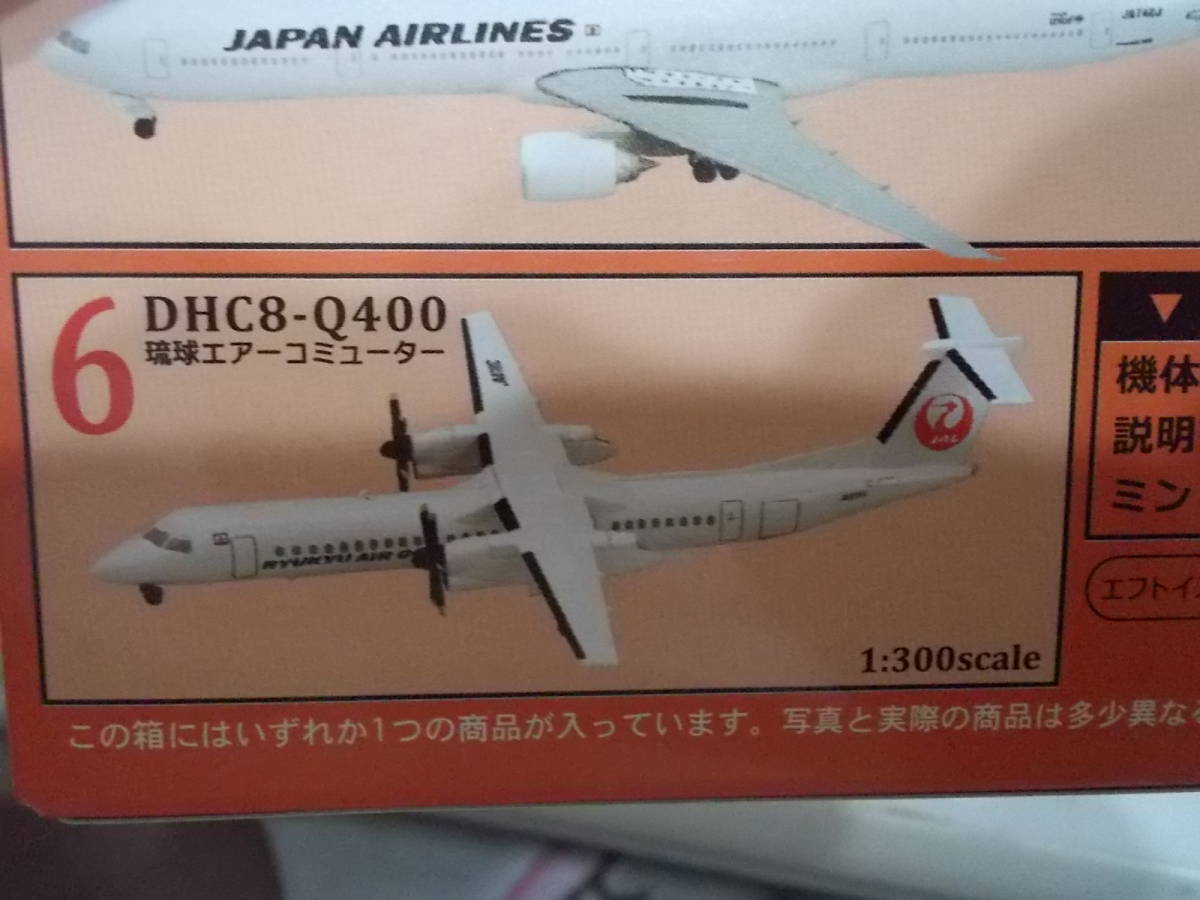 JAPAN AIRLINES
6
DHC8-Q400
琉球エアーコミューター
RYUKYU AIR
JAL
1:300scale
▼
機体
説明
ミン
エフトイ
この箱にはいずれか1つの商品が入っています。写真と実際の商品は多少異な